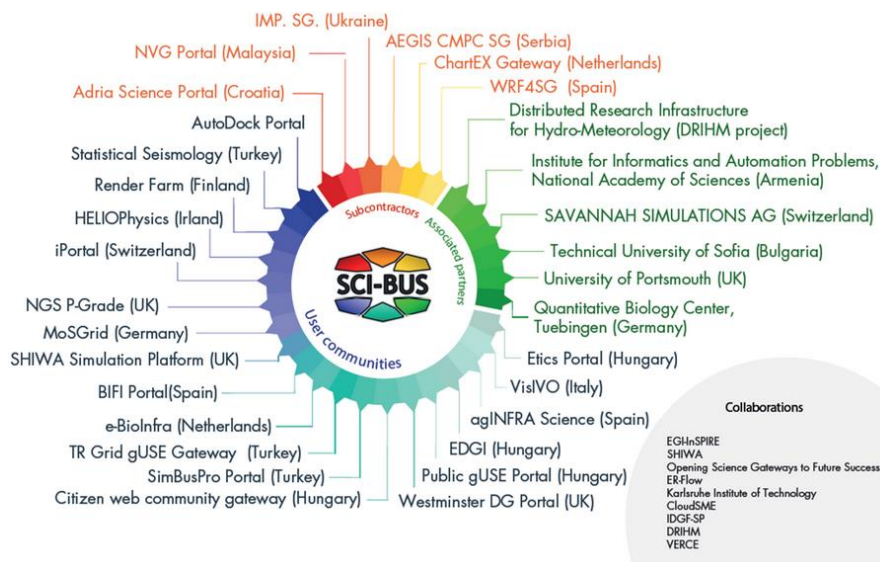 IMP. SG. (Ukraine)
AEGIS CMPC SG (Serbia)
NVG Portal (Malaysia)
ChartEX Gateway (Netherlands)
WRF4SG (Spain)
Adria Science Portal (Croatia)
Distributed Research Infrastructure
for Hydro-Meteorology (DRIHM project)
AutoDock Portal
Statistical Seismology (Turkey)
Institute for Informatics and Automation Problems,
National Academy of Sciences (Armenia)
Render Farm (Finland)
HELIOPhysics (Irland)
SAVANNAH SIMULATIONS AG (Switzerland)
iPortal (Switzerland)
Technical University of Sofia (Bulgaria)
University of Portsmouth (UK)
NGS P-Grade (UK)
Quantitative Biology Center,
Tuebingen (Germany)
MoSGrid (Germany)
SHIWA Simulation Platform (UK)
Etics Portal (Hungary)
BIFI Portal(Spain)
VisIVO (Italy)
e-BioInfra (Netherlands)
agINFRA Science (Spain)
TR Grid gUSE Gateway (Turkey)
EDGI (Hungary)
SimBusPro Portal (Turkey)
Public gUSE Portal (Hungary)
Citizen web community gateway (Hungary)
Westminster DG Portal (UK)
Subcontractors
Associated partners
User communities
SCI-BUS
Collaborations
EGI-InSPIRE
SHIWA
Opening Science Gateways to Future Success
ER-Flow
Karlsruhe Institute of Technology
CloudSME
IDGF-SP
DRIHM
VERCE